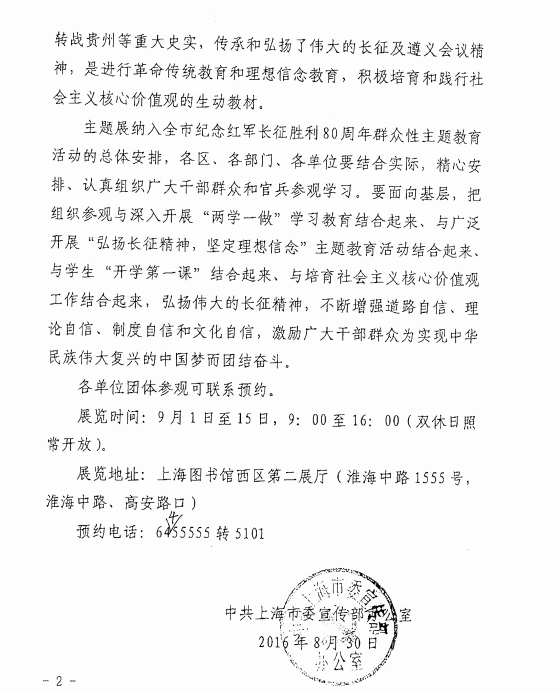 转战贵州等重大史实，传承和弘扬了伟大的长征及遵义会议精
神，是进行革命传统教育和理想信念教育，积极培育和践行社
会主义核心价值观的生动教材。
主题展纳入全市纪念红军长征胜利80周年群众性主题教育
活动的总体安排，各区、各部门、各单位要结合实际，精心安
排、认真组织广大干部群众和官兵参观学习。要面向基层，把
组织参观与深入开展“两学一做”学习教育结合起来、与广泛
开展“弘扬长征精神，坚定理想信念”主题教育活动结合起来、
与学生“开学第一课”结合起来、与培育社会主义核心价值观
工作结合起来，弘扬伟大的长征精神，不断增强道路自信、理
论自信、制度自信和文化自信，激励广大干部群众为实现中华
民族伟大复兴的中国梦而团结奋斗。
各单位团体参观可联系预约。
展览时间：9月1日至15日，9：00至16：00（双休日照
常开放）。
展览地址：上海图书馆西区第二展厅（淮海中路1555号，
淮海中路、高安路口）
预约电话：6455555转5101
4
中共上海市委宣传部办公室
2016年8月30日
上海市委宣传部
办公室
- 2 -